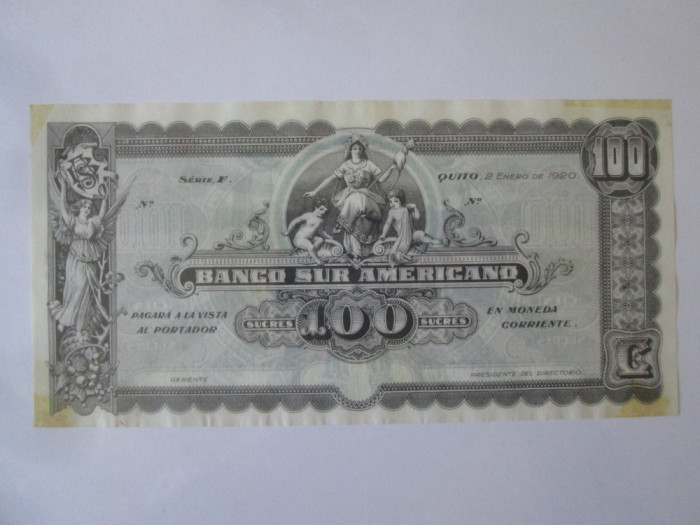 SÉRIE F.
QUITO, 2 ENERO DE 1920.
100
Nº
Nº
BANCO SUR AMERICANO
PAGARÁ A LA VISTA
AL PORTADOR
SUCRES 100 SUCRES
EN MONEDA
CORRIENTE.
GERENTE
PRESIDENTE DEL DIRECTORIO